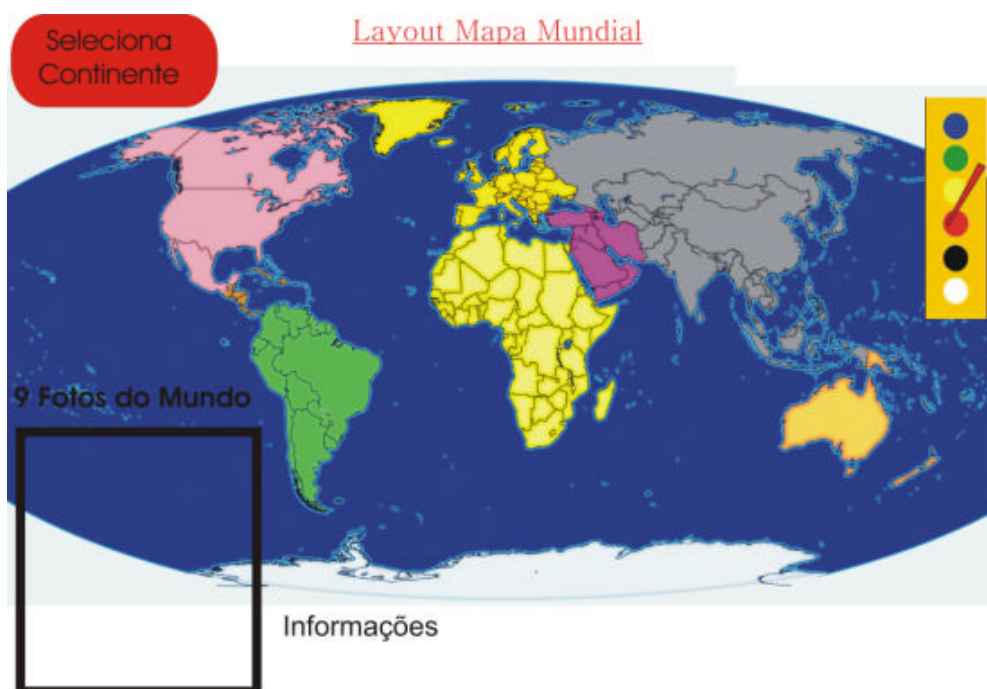 Seleciona
Continente
Layout Mapa Mundial
9 Fotos do Mundo
Informações